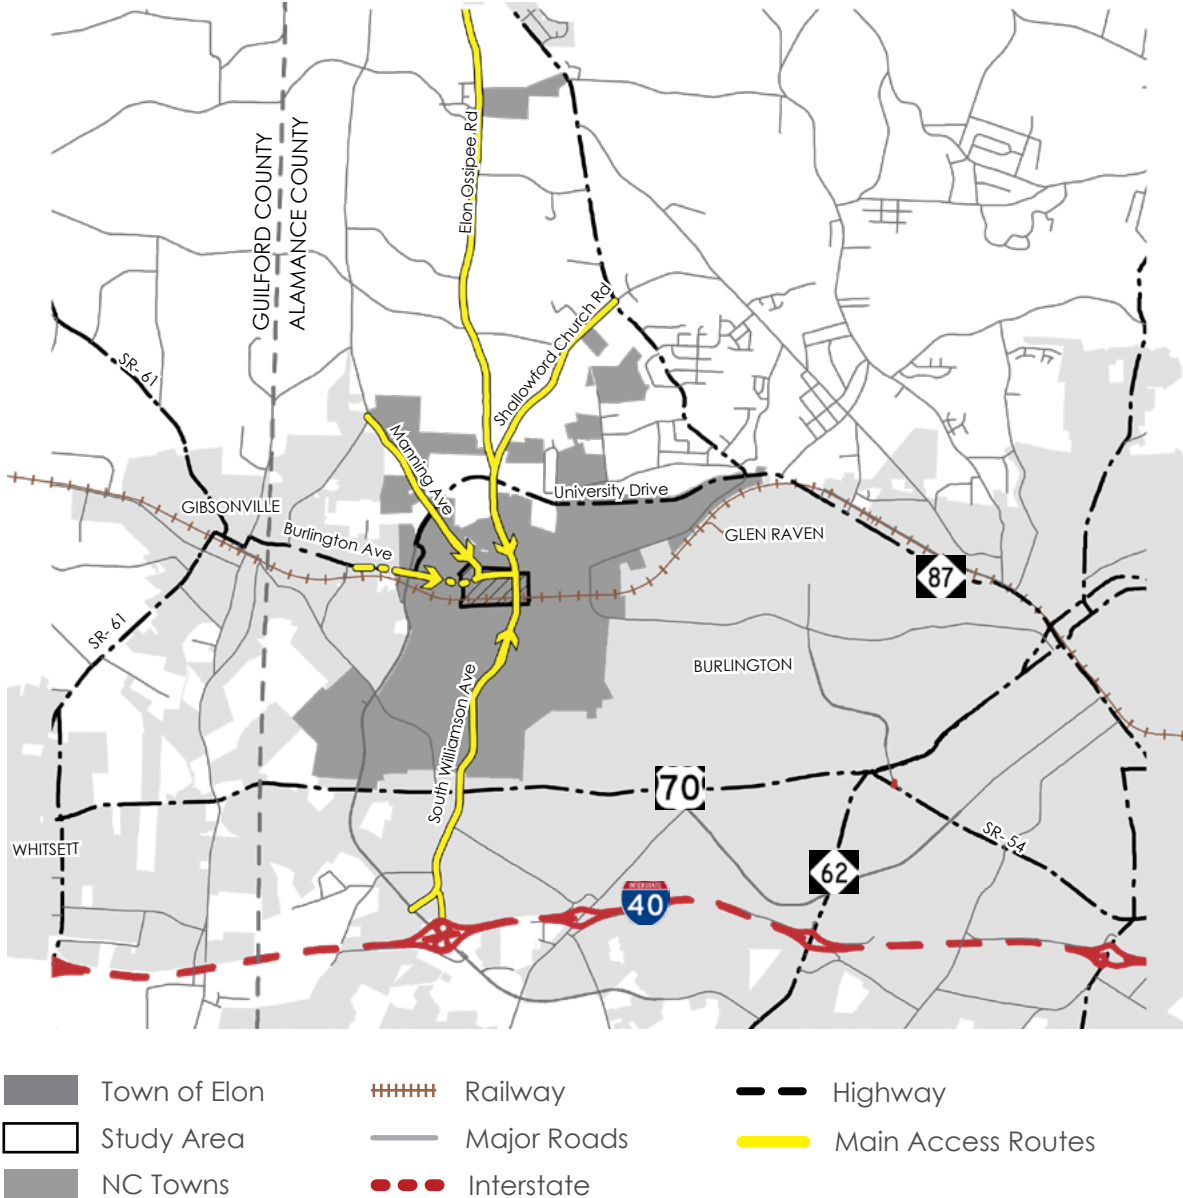 GUILFORD COUNTY
ALAMANCE COUNTY
Elon Ossipee Rd
Shallowford Church Rd
SR- 61
Manning Ave
University Drive
GIBSONVILLE
Burlington Ave
GLEN RAVEN
87
SR- 61
BURLINGTON
South Williamson Ave
70
SR- 54
WHITSETT
62
INTERSTATE
40
Town of Elon
Railway
Highway
Study Area
Major Roads
Main Access Routes
NC Towns
Interstate